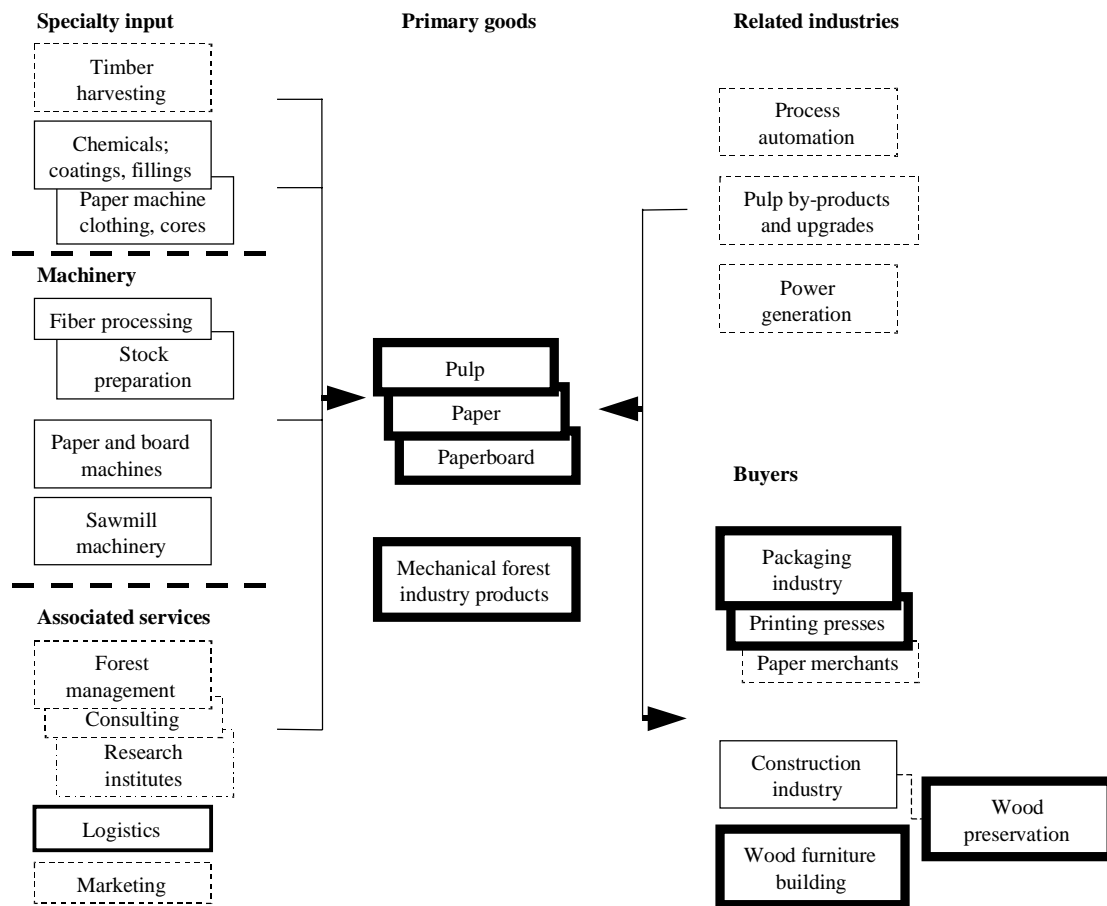 Specialty input
Timber
harvesting
Chemicals;
coatings, fillings
Paper machine
clothing, cores
Machinery
Fiber processing
Stock
preparation
Paper and board
machines
Sawmill
machinery
Associated services
Forest
management
Consulting
Research
institutes
Logistics
Marketing
Primary goods
Pulp
Paper
Paperboard
Mechanical forest
industry products
Related industries
Process
automation
Pulp by-products
and upgrades
Power
generation
Buyers
Packaging
industry
Printing presses
Paper merchants
Construction
industry
Wood
preservation
Wood furniture
building